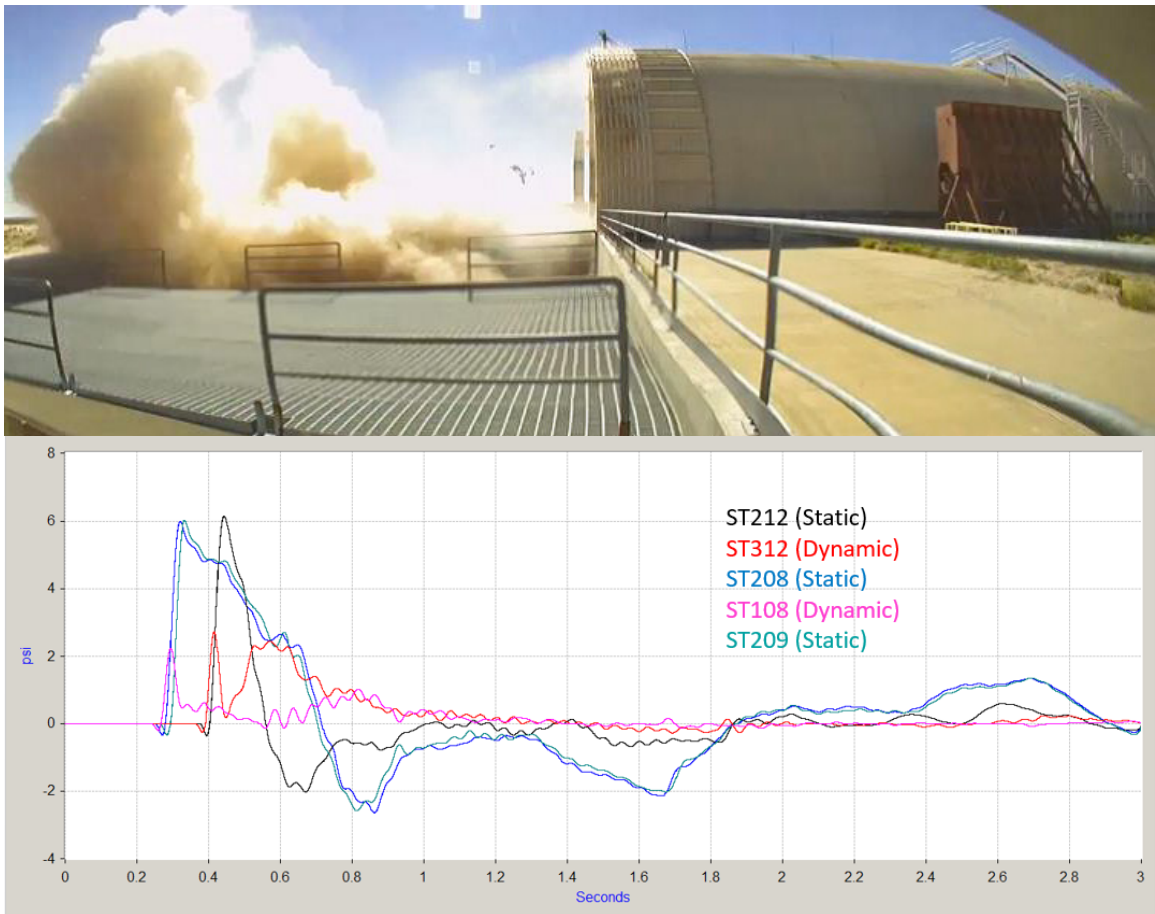 8
6
4
2
0
-2
-4
psi
ST212 (Static)
ST312 (Dynamic)
ST208 (Static)
ST108 (Dynamic)
ST209 (Static)
0 0.2 0.4 0.6 0.8 1 1.2 1.4 1.6 1.8 2 2.2 2.4 2.6 2.8 3
Seconds